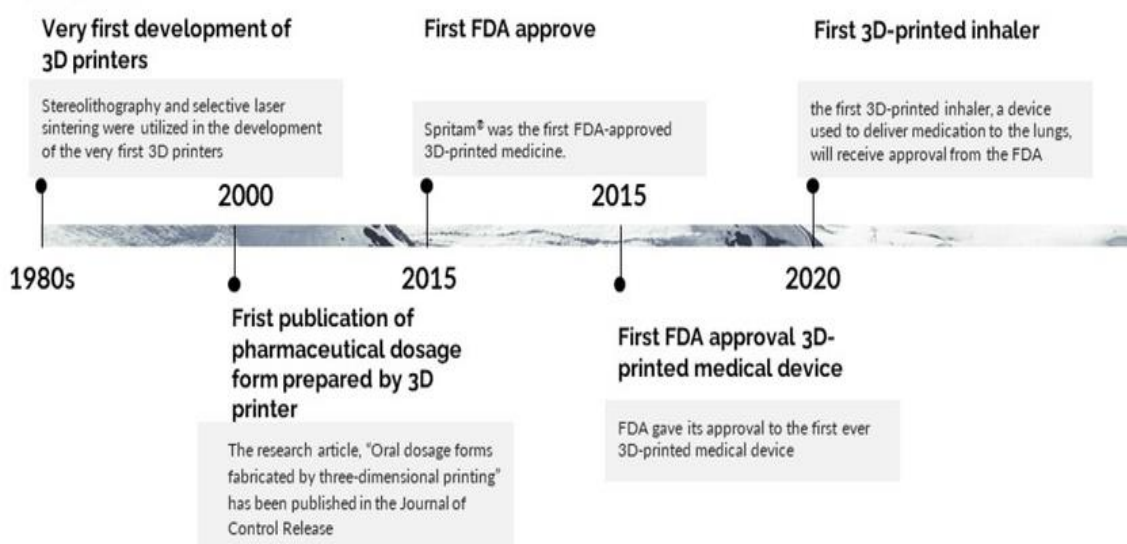 Very first development of
3D printers
Stereolithography and selective laser
sintering were utilized in the development
of the very first 3D printers
First FDA approve
Spritam® was the first FDA-approved
3D-printed medicine.
First 3D-printed inhaler
the first 3D-printed inhaler, a device
used to deliver medication to the lungs,
will receive approval from the FDA
2000
2015
1980s
2015
2020
Frist publication of
pharmaceutical dosage
form prepared by 3D
printer
The research article, “Oral dosage forms
fabricated by three-dimensional printing”
has been published in the Journal of
Control Release
First FDA approval 3D-
printed medical device
FDA gave its approval to the first ever
3D-printed medical device